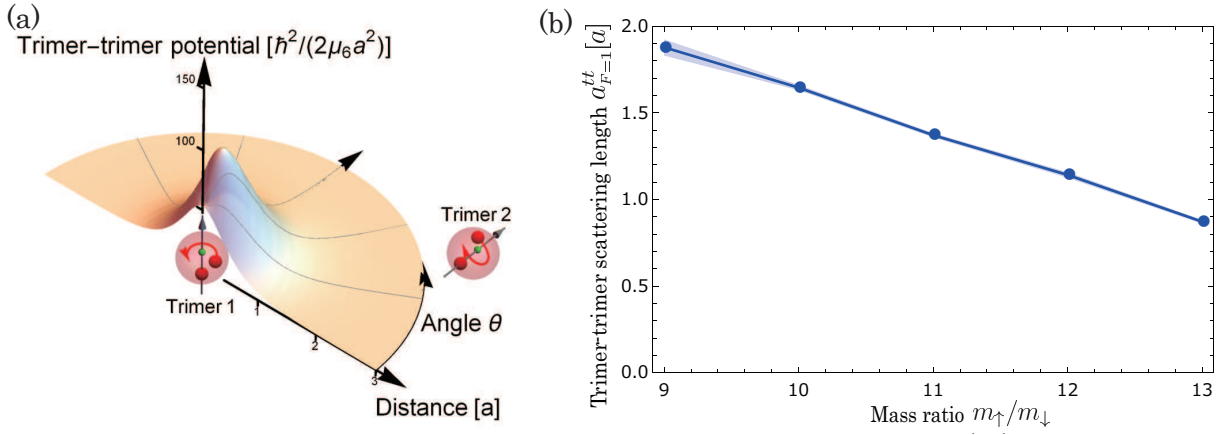 (a)
Trimer–trimer potential [ħ²/(2μ₆a²)]
150
100
Trimer 1
Trimer 2
Angle θ
1
2
3
Distance [a]
(b)
Trimer-trimer scattering length a^{tt}_{F=1}[a]
2.0
1.5
1.0
0.5
0.0
9
10
11
12
13
Mass ratio m↑/m↓